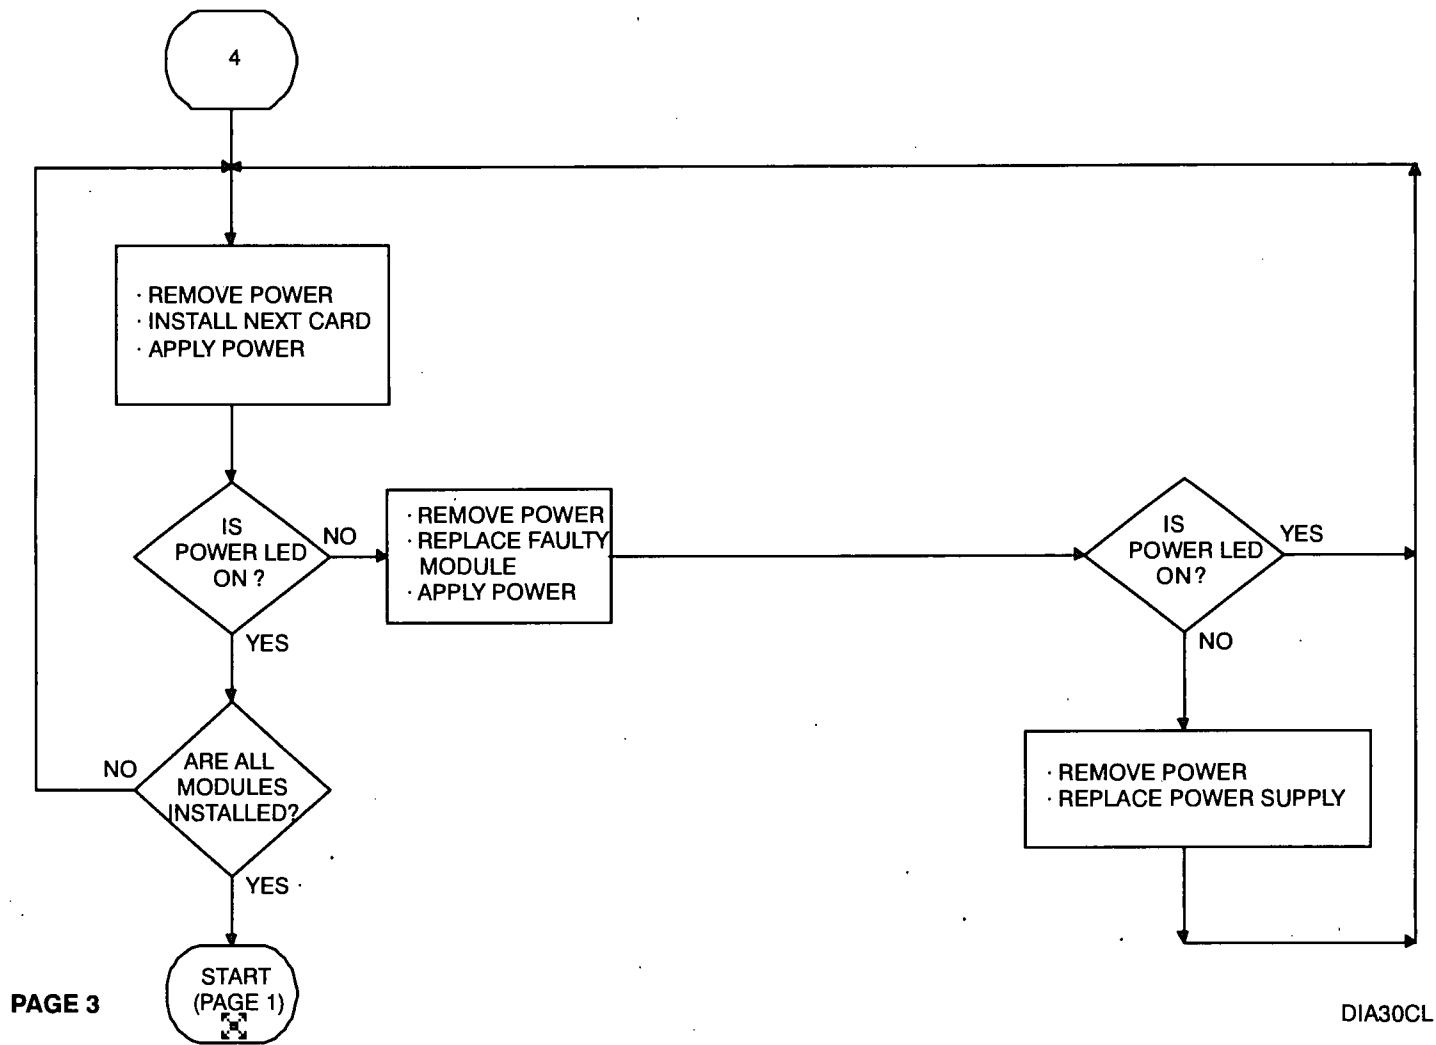 4
· REMOVE POWER
· INSTALL NEXT CARD
· APPLY POWER
IS
POWER LED
ON ?
NO
YES
· REMOVE POWER
· REPLACE FAULTY
MODULE
· APPLY POWER
IS
POWER LED
ON ?
YES
NO
· REMOVE POWER
· REPLACE POWER SUPPLY
ARE ALL
MODULES
INSTALLED?
NO
YES
START
(PAGE 1)
PAGE 3
DIA30CL